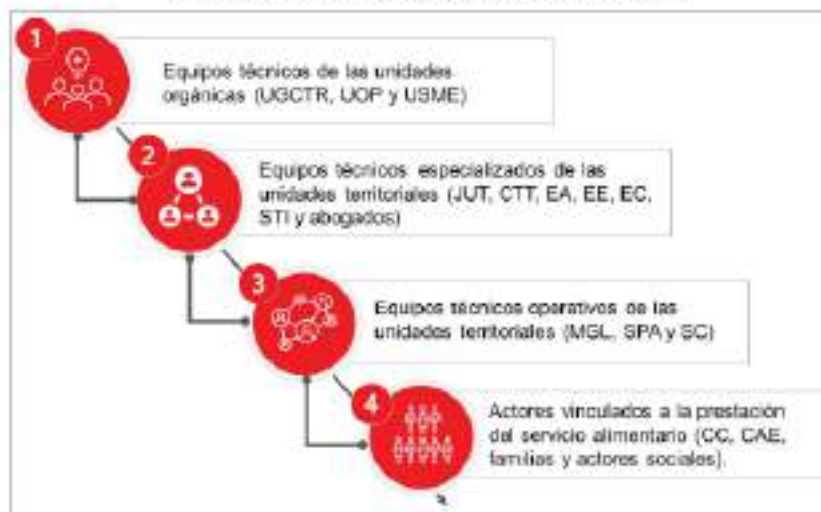 1
Equipos técnicos de las unidades
orgánicas (UGCTR, UOP y USME)
2
Equipos técnicos especializados de las
unidades territoriales (JUT, CTT, EA, EE, EC,
STI y abogados)
3
Equipos técnicos operativos de las
unidades territoriales (MGL, SPA y SC)
4
Actores vinculados a la prestación
del servicio alimentario (CC, CAE,
familias y actores sociales).